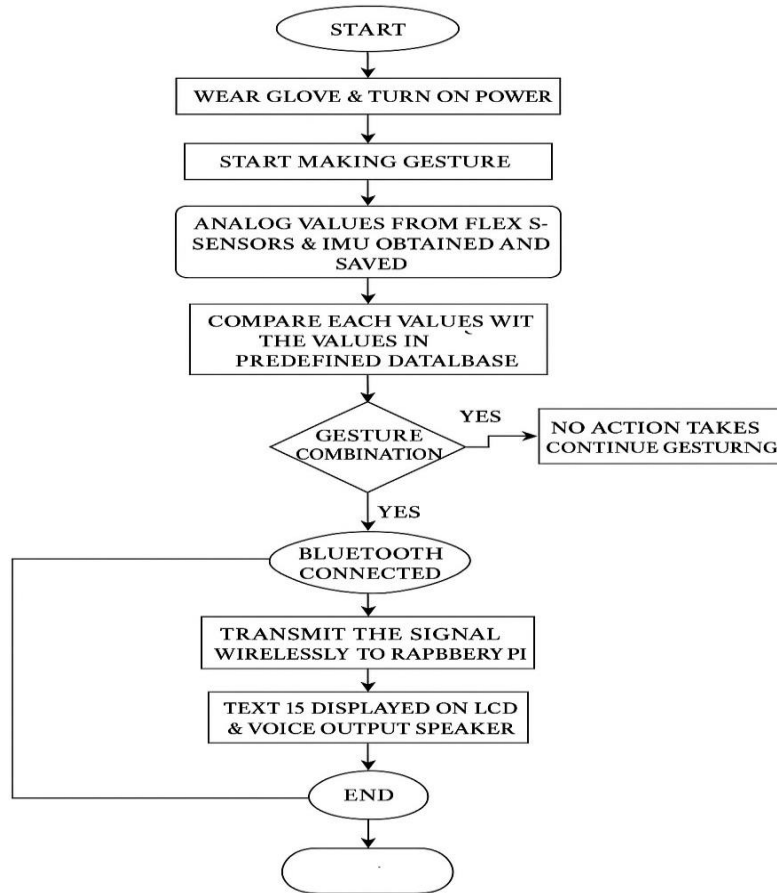 START
WEAR GLOVE & TURN ON POWER
START MAKING GESTURE
ANALOG VALUES FROM FLEX S-
SENSORS & IMU OBTAINED AND
SAVED
COMPARE EACH VALUES WIT
THE VALUES IN
PREDEFINED DATALBASE
GESTURE
COMBINATION
YES
NO ACTION TAKES
CONTINUE GESTURNG
YES
BLUETOOTH
CONNECTED
TRANSMIT THE SIGNAL
WIRELESSLY TO RAPBBERY PI
TEXT 15 DISPLAYED ON LCD
& VOICE OUTPUT SPEAKER
END